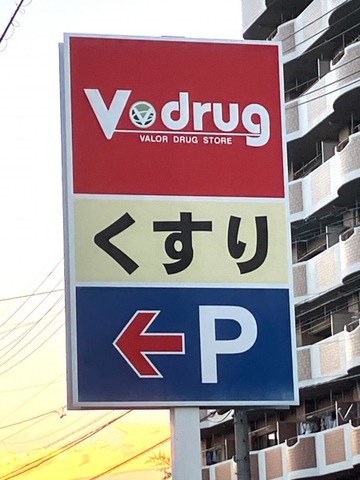 V drug
VALOR DRUG STORE
くすり
← P